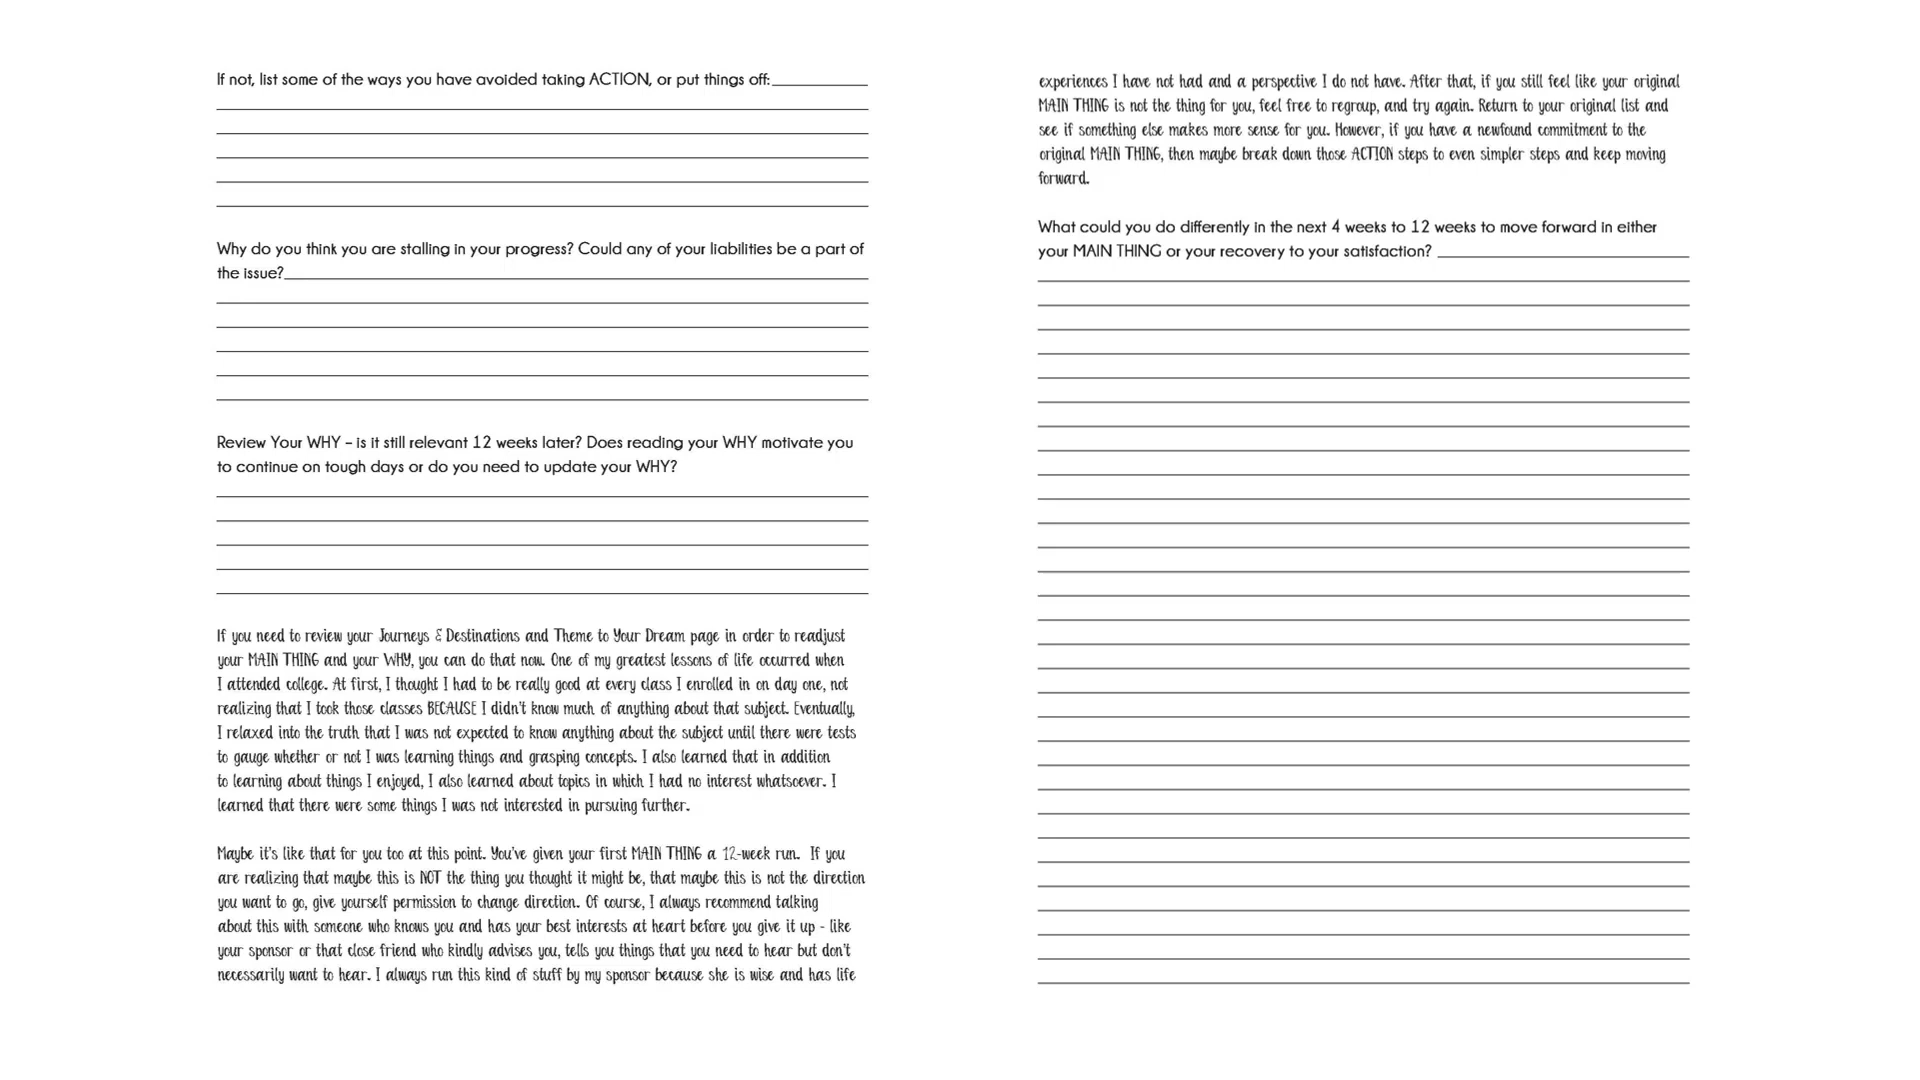 If not, list some of the ways you have avoided taking ACTION, or put things off:
Why do you think you are stalling in your progress? Could any of your liabilities be a part of
the issue?
Review Your WHY – is it still relevant 12 weeks later? Does reading your WHY motivate you
to continue on tough days or do you need to update your WHY?
If you need to review your Journeys & Destinations and Theme to Your Dream page in order to readjust
your MAIN THING and your WHY, you can do that now. One of my greatest lessons of life occurred when
I attended college. At first, I thought I had to be really good at every class I enrolled in on day one, not
realizing that I took those classes BECAUSE I didn't know much of anything about that subject. Eventually,
I relaxed into the truth that I was not expected to know anything about the subject until there were tests
to gauge whether or not I was learning things and grasping concepts. I also learned that in addition
to learning about things I enjoyed, I also learned about topics in which I had no interest whatsoever. I
learned that there were some things I was not interested in pursuing further.
Maybe it's like that for you too at this point. You've given your first MAIN THING a 12-week run. If you
are realizing that maybe this is NOT the thing you thought it might be, that maybe this is not the direction
you want to go, give yourself permission to change direction. Of course, I always recommend talking
about this with someone who knows you and has your best interests at heart before you give it up - like
your sponsor or that close friend who kindly advises you, tells you things that you need to hear but don't
necessarily want to hear. I always run this kind of stuff by my sponsor because she is wise and has life
experiences I have not had and a perspective I do not have. After that, if you still feel like your original
MAIN THING is not the thing for you, feel free to regroup, and try again. Return to your original list and
see if something else makes more sense for you. However, if you have a newfound commitment to the
original MAIN THING, then maybe break down those ACTION steps to even simpler steps and keep moving
forward.
What could you do differently in the next 4 weeks to 12 weeks to move forward in either
your MAIN THING or your recovery to your satisfaction?